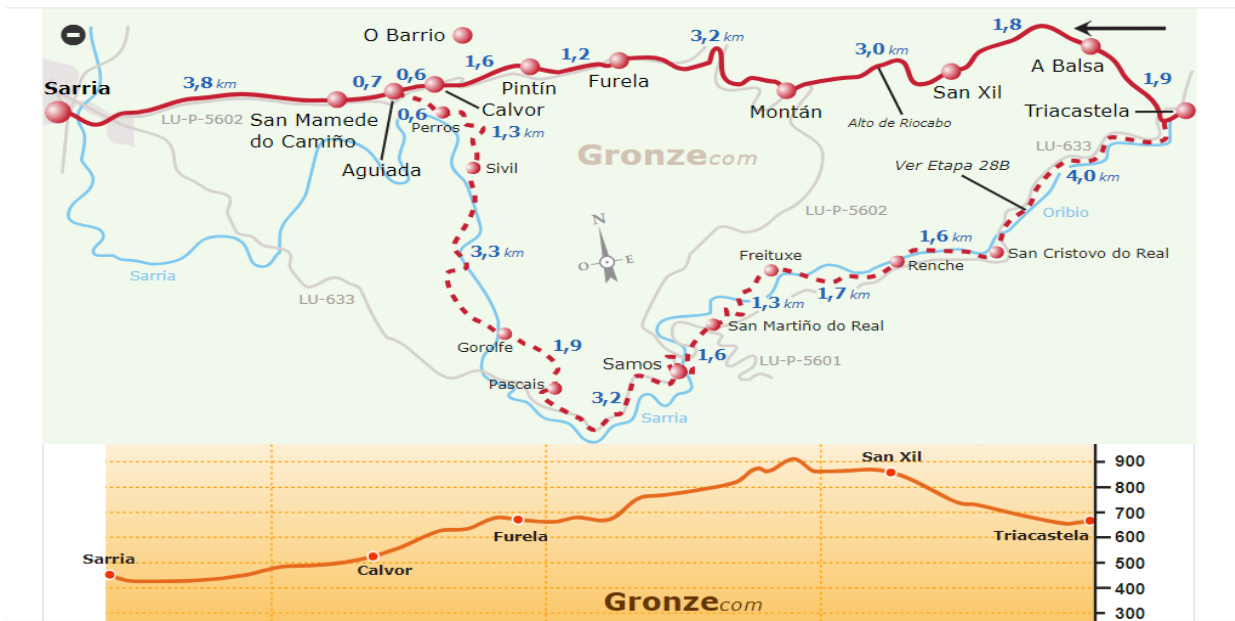 O Barrio
3,2 km
1,8
1,6
1,2
3,0 km
A Balsa
0,6
Pintín
Furela
1,9
3,8 km
0,7
San Xil
Sarria
Calvor
Montán
Triacastela
LU-P-5602
San Mamede
do Camiño
0,6
Perros
1,3 km
Alto de Riocabo
LU-633
Aguiada
Sivil
Gronze.com
Ver Etapa 28B
4,0 km
N
O
E
LU-P-5602
Oribio
1,6 km
Sarria
3,3 km
Freituxe
Renche
San Cristovo do Real
LU-633
1,3 km
1,7 km
San Martiño do Real
Gorolfe
1,9
Samos
1,6
LU-P-5601
Pascais
3,2
Sarria
San Xil
900
800
700
Furela
Triacastela
600
Sarria
Calvor
500
400
Gronze.com
300